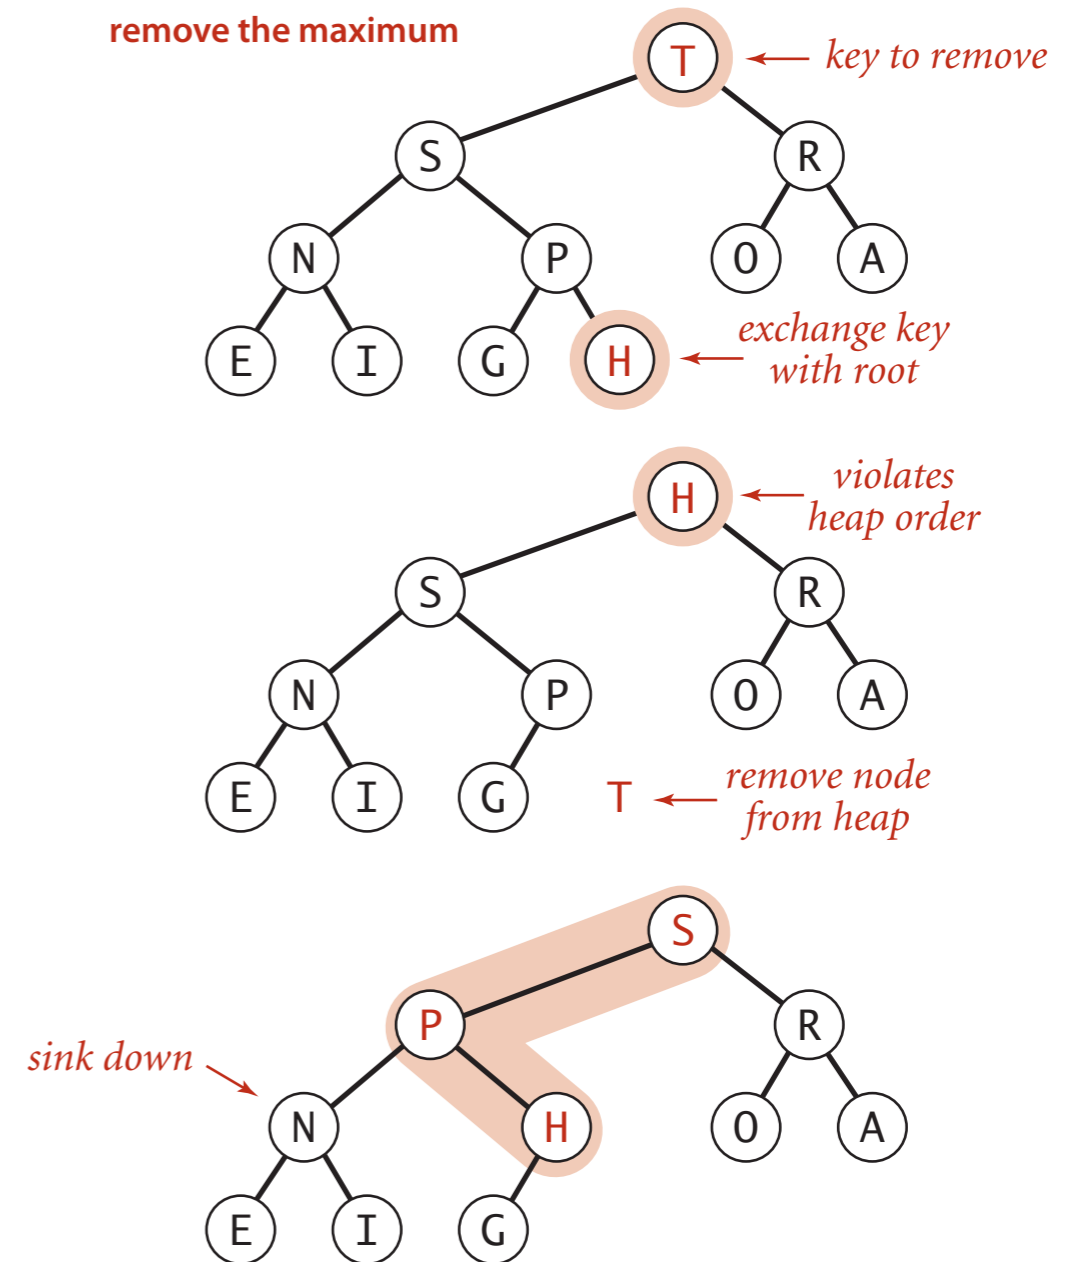 remove the maximum
T
key to remove
S
R
N
P
O
A
E
I
G
H
exchange key
with root
H
violates
heap order
S
R
N
P
O
A
E
I
G
T
remove node
from heap
S
P
R
sink down
N
H
O
A
E
I
G